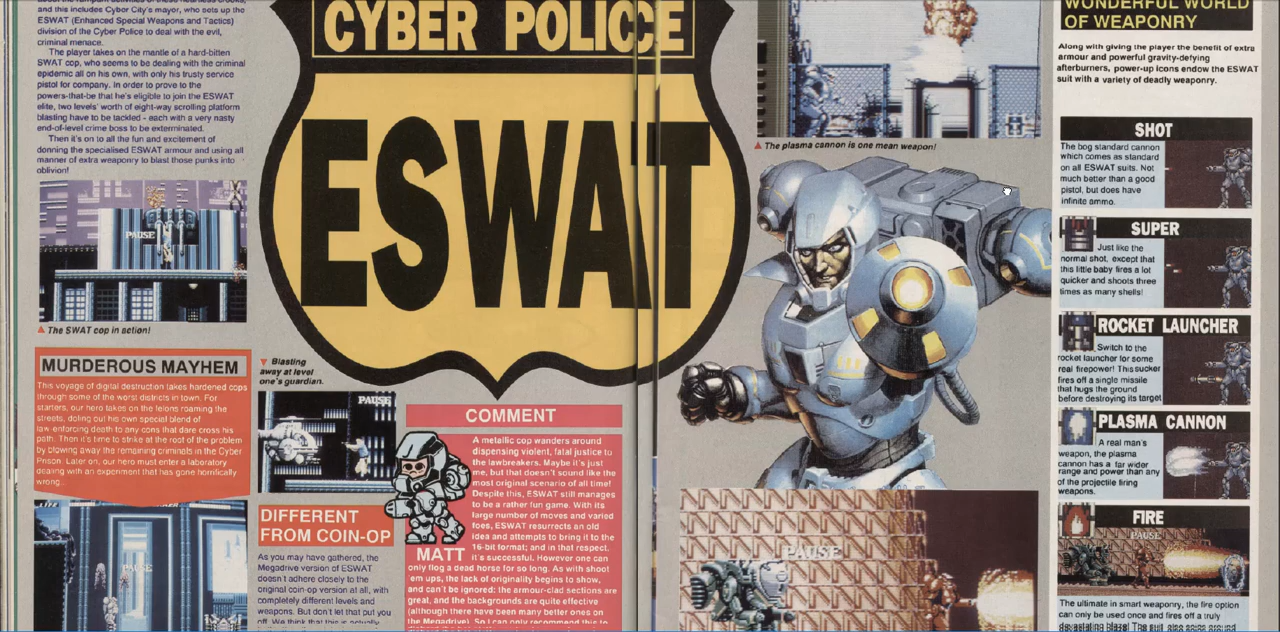 and this includes Cyber City's mayor, who sets up the
ESWAT (Enhanced Special Weapons and Tactics)
division of the Cyber Police to deal with the evil,
criminal menace.
The player takes on the mantle of a hard-bitten
SWAT cop, who seems to be dealing with the criminal
epidemic all on his own, with only his trusty service
pistol for company. In order to prove to the
powers-that-be that he's eligible to join the ESWAT
elite, two levels' worth of eight-way scrolling platform
blasting have to be tackled - each with a very nasty
end-of-level crime boss to be exterminated.
Then it's on to all the fun and excitement of
donning the specialised ESWAT armour and using all
manner of extra weaponry to blast those punks into
oblivion!
PAUSE
The SWAT cop in action!
MURDEROUS MAYHEM
This voyage of digital destruction takes hardened cops
through some of the worst districts in town. For
starters, our hero takes on the felons roaming the
streets, doling out his own special blend of
law-enforcing death to any cons that dare cross his
path. Then it's time to strike at the root of the problem
by blowing away the remaining criminals in the Cyber
Prison. Later on, our hero must enter a laboratory
dealing with an experiment that has gone horrifically
wrong...
PAUSE
CYBER POLICE
ESWAT
Blasting
away at level
one's guardian.
PAUSE
DIFFERENT
FROM COIN-OP
As you may have gathered, the
Megadrive version of ESWAT
doesn't adhere closely to the
original coin-op version at all, with
completely different levels and
weapons. But don't let that put you
off. We think that this is actually
COMMENT
MATT
A metallic cop wanders around
dispensing violent, fatal justice to
the lawbreakers. Maybe it's just
me, but that doesn't sound like the
most original scenario of all time!
Despite this, ESWAT still manages
to be a rather fun game. With its
large number of moves and varied
foes, ESWAT resurrects an old
idea and attempts to bring it to the
16-bit format; and in that respect,
it's successful. However one can
only flog a dead horse for so long. As with shoot
'em ups, the lack of originality begins to show,
and can't be ignored: the armour-clad sections are
great, and the backgrounds are quite effective
(although there have been many better ones on
the Megadrive). So I can only recommend this to
The plasma cannon is one mean weapon!
PAUSE
WONDERFUL WORLD
OF WEAPONRY
Along with giving the player the benefit of extra
armour and powerful gravity-defying
afterburners, power-up icons endow the ESWAT
suit with a variety of deadly weaponry.
SHOT
The bog standard cannon
which comes as standard
on all ESWAT suits. Not
much better than a good
pistol, but does have
infinite ammo.
SUPER
Just like the
normal shot, except that
this little baby fires a lot
quicker and shoots three
times as many shells!
ROCKET LAUNCHER
Switch to the
rocket launcher for some
real firepower! This sucker
fires off a single missile
that hugs the ground
before destroying its target
PLASMA CANNON
A real man's
weapon, the plasma
cannon has a far wider
range and power than any
of the projectile firing
weapons.
FIRE
PAUSE
The ultimate in smart weaponry, the fire option
can only be used once and fires off a truly
devastating blaze! The suit